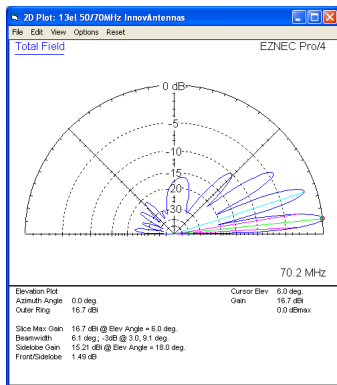 2D Plot: 13el 50/70MHz InnovAntennas
File Edit View Options Reset
Total Field
EZNEC Pro/4
0 dB
-5
-10
-15
-20
-30
70.2 MHz
Elevation Plot
Azimuth Angle 0.0 deg.
Outer Ring 16.7 dBi
Cursor Elev 6.0 deg.
Gain 16.7 dBi
0.0 dBmax
Slice Max Gain 16.7 dBi @ Elev Angle = 6.0 deg.
Beamwidth 6.1 deg.; -3dB @ 3.0, 9.1 deg.
Sidelobe Gain 15.21 dBi @ Elev Angle = 18.0 deg.
Front/Sidelobe 1.49 dB